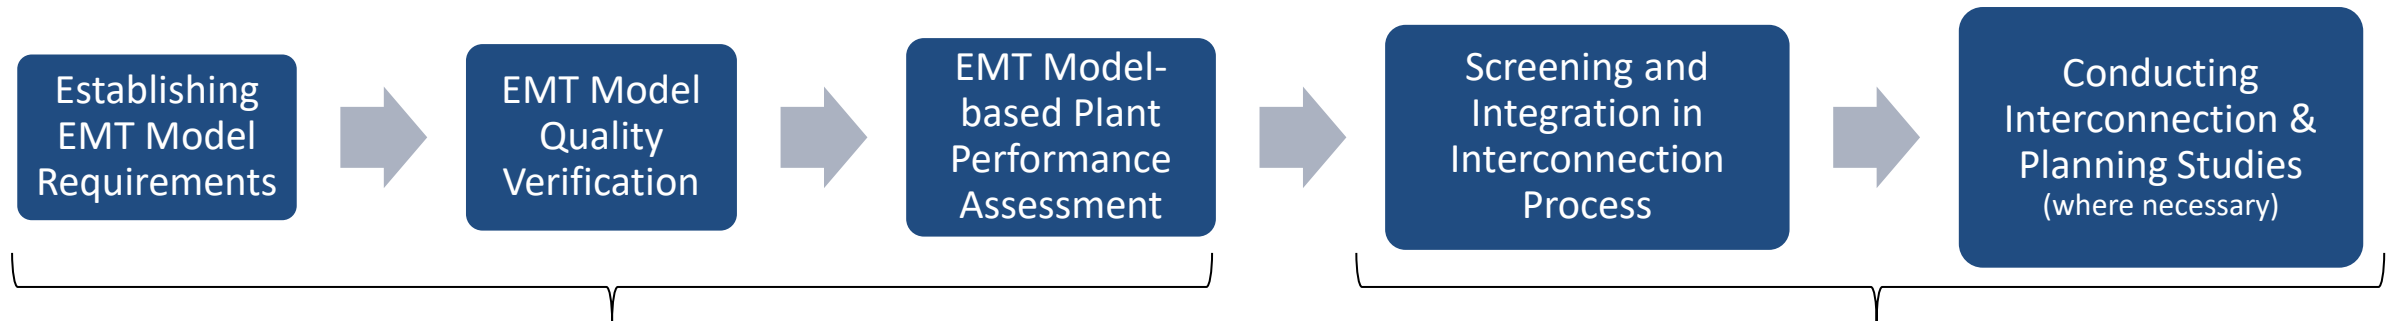 Establishing
EMT Model
Requirements
EMT Model
Quality
Verification
EMT Model-
based Plant
Performance
Assessment
Screening and
Integration in
Interconnection
Process
Conducting
Interconnection &
Planning Studies
(where necessary)